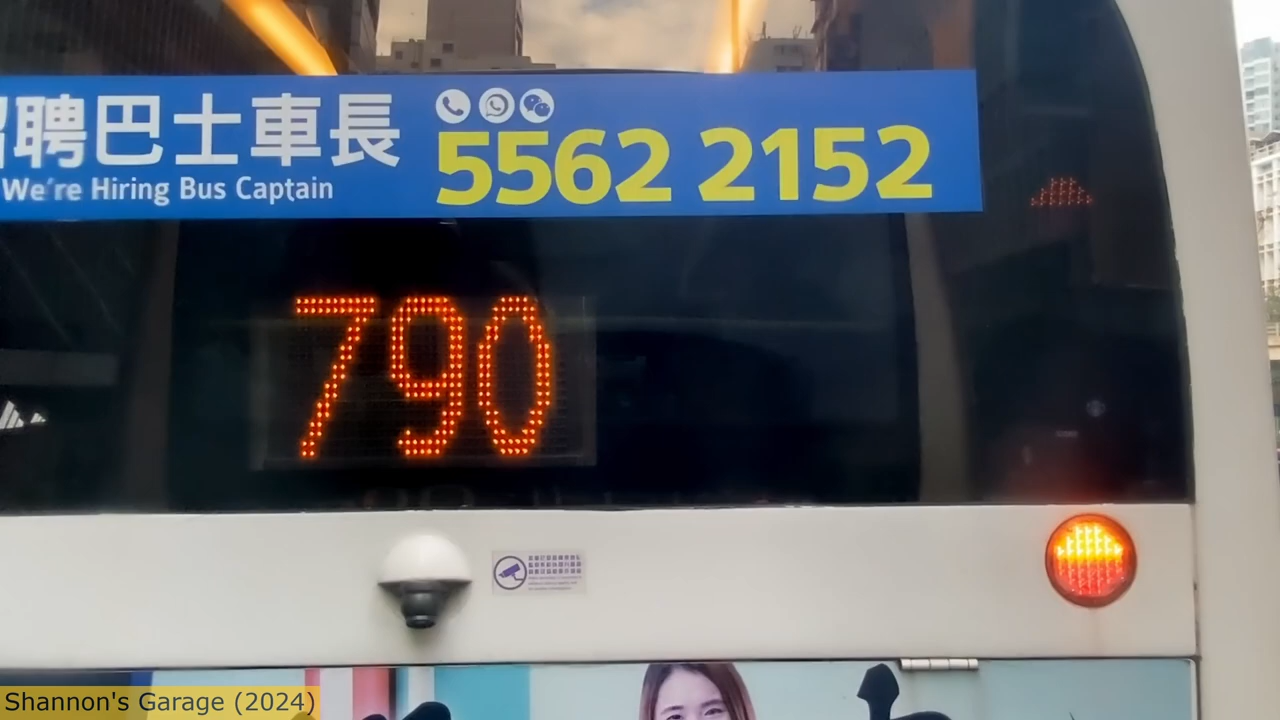 聘巴士車長
We're Hiring Bus Captain
5562 2152
790
Shannon's Garage (2024)